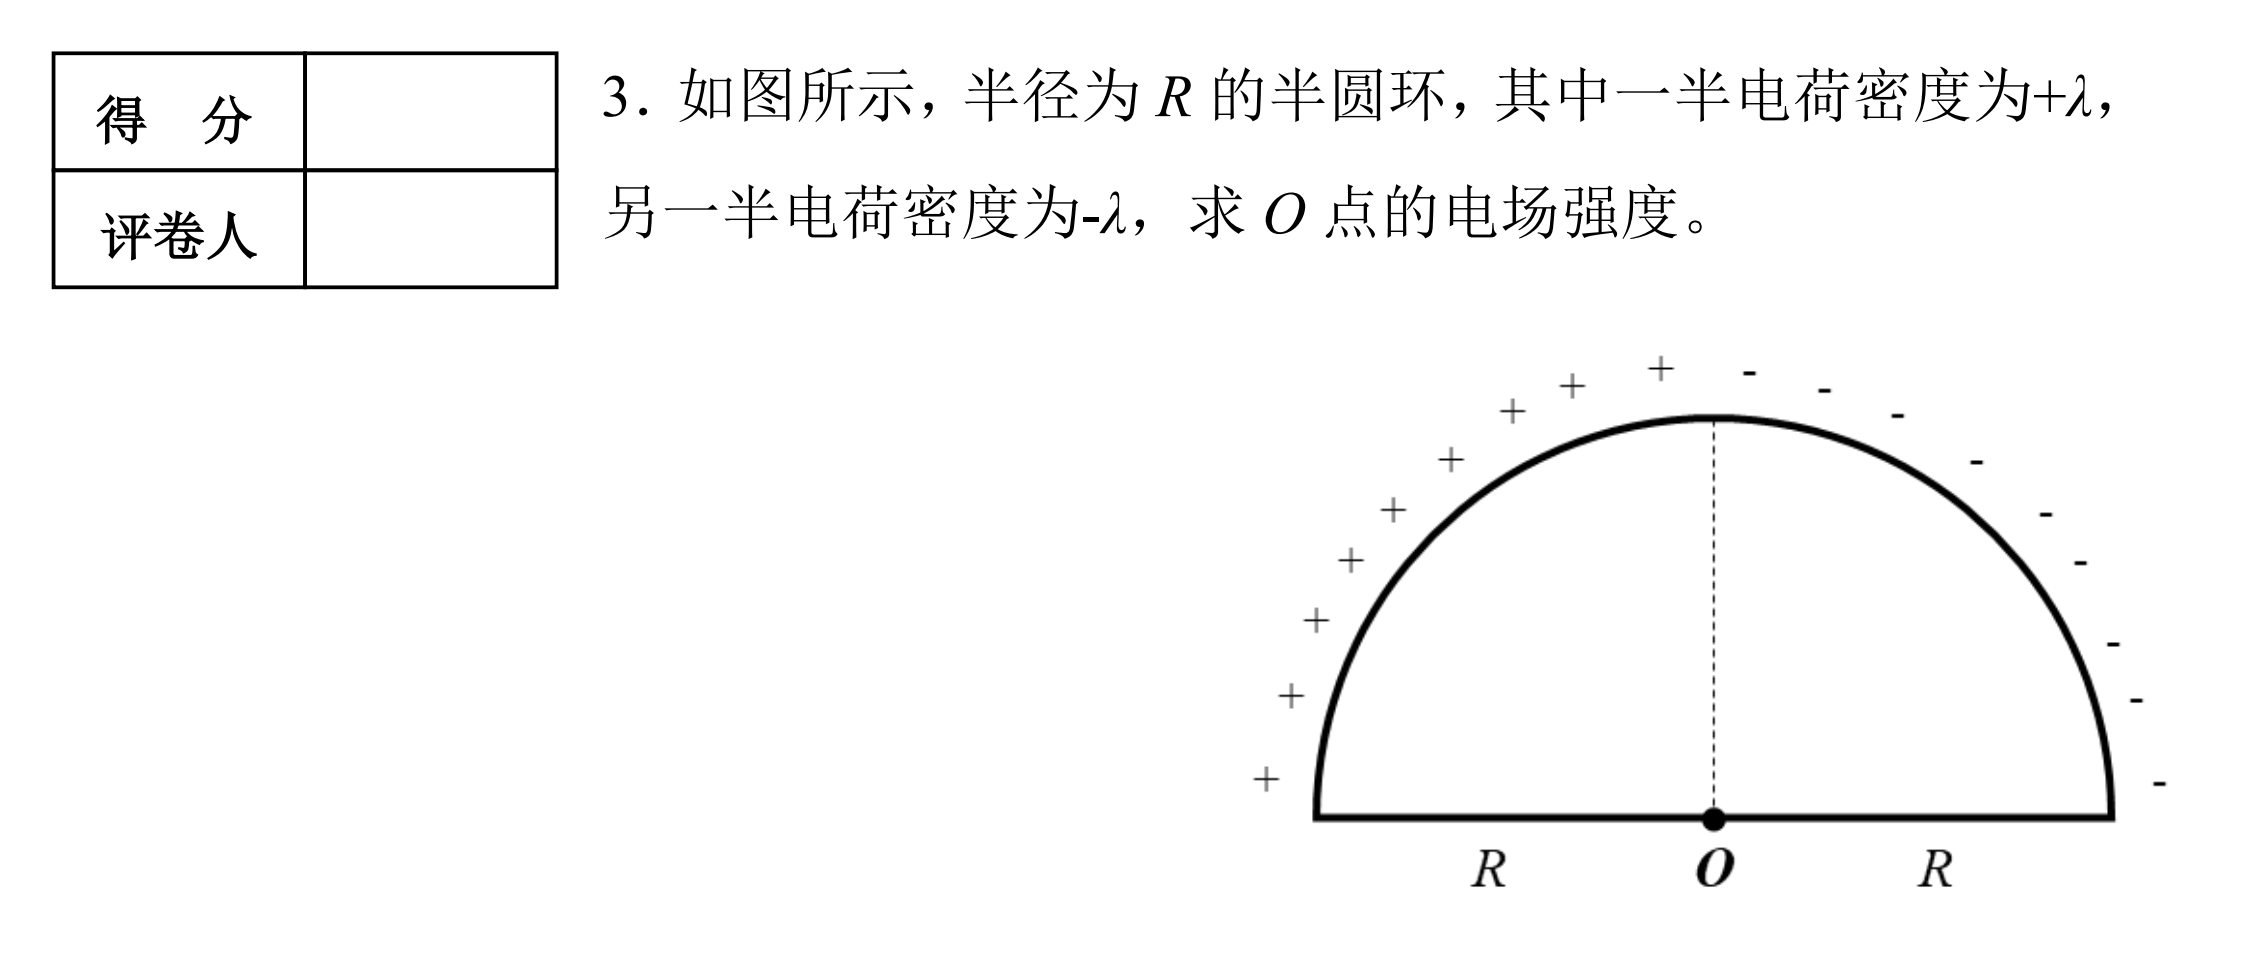 得 分
评卷人
3. 如图所示，半径为 R 的半圆环，其中一半电荷密度为+λ，
另一半电荷密度为-λ，求 O 点的电场强度。
+ + + + + + + + +
- - - - - - - - -
R O R